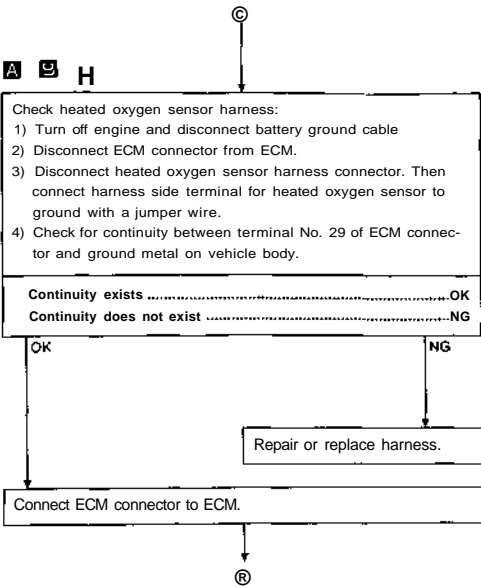 ©
A B H
Check heated oxygen sensor harness:
1) Turn off engine and disconnect battery ground cable
2) Disconnect ECM connector from ECM.
3) Disconnect heated oxygen sensor harness connector. Then
connect harness side terminal for heated oxygen sensor to
ground with a jumper wire.
4) Check for continuity between terminal No. 29 of ECM connec-
tor and ground metal on vehicle body.
Continuity exists ........ OK
Continuity does not exist ........ NG
OK NG
Repair or replace harness.
Connect ECM connector to ECM.
®